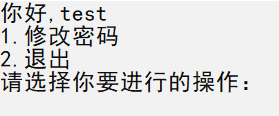 你好,test
1.修改密码
2.退出
请选择你要进行的操作：